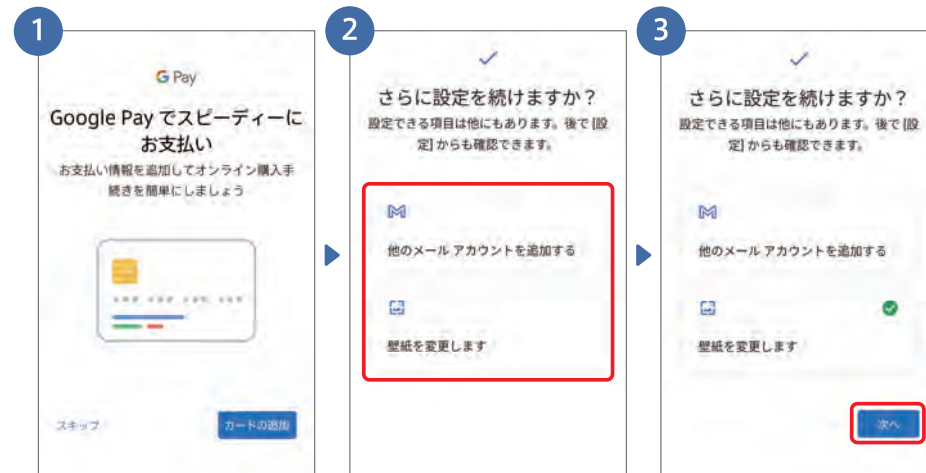 1
G Pay
Google Pay でスピーディーに
お支払い
お支払い情報を追加してオンライン購入手
続きを簡単にしましょう
スキップ
カードの追加
2
さらに設定を続けますか？
設定できる項目は他にもあります。後で [設
定] からも確認できます。
他のメール アカウントを追加する
壁紙を変更します
3
さらに設定を続けますか？
設定できる項目は他にもあります。後で [設
定] からも確認できます。
他のメール アカウントを追加する
壁紙を変更します
次へ